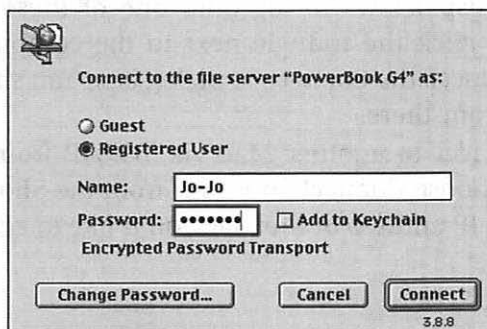 Connect to the file server “PowerBook G4” as:
Guest
Registered User
Name: Jo-Jo
Password: ••••••• Add to Keychain
Encrypted Password Transport
Change Password... Cancel Connect
3.8.8